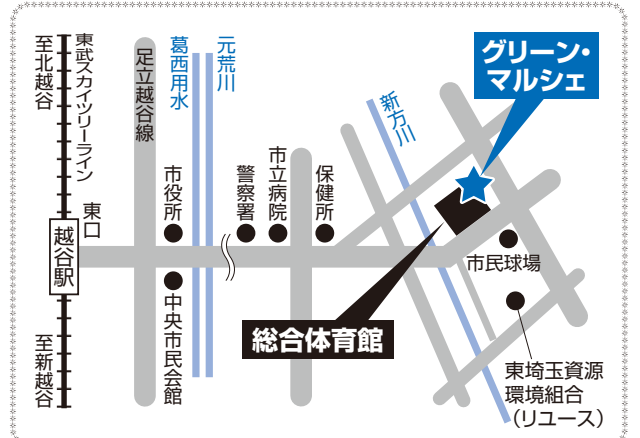 至北越谷
東武スカイツリーライン
足立越谷線
葛西用水
元荒川
グリーン・
マルシェ
新方川
東口
市役所
警察署
市立病院
保健所
越谷駅
市民球場
中央市民会館
総合体育館
至新越谷
東埼玉資源
環境組合
（リユース）